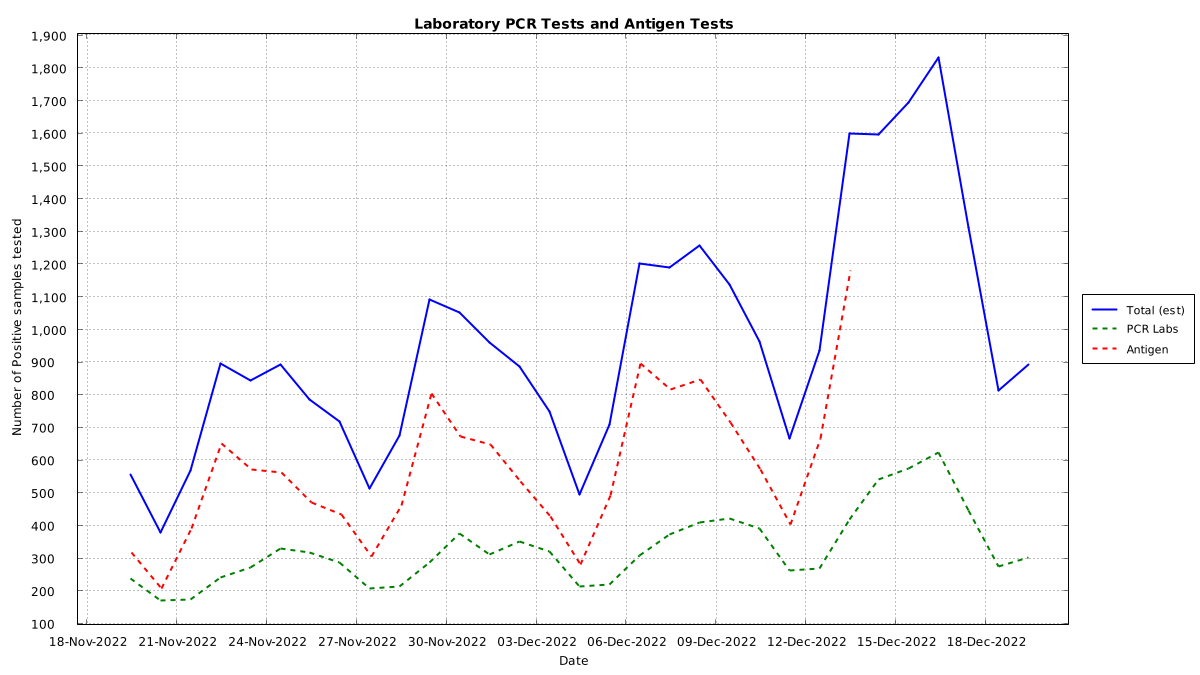 Laboratory PCR Tests and Antigen Tests
1,900
1,800
1,700
1,600
1,500
1,400
1,300
1,200
1,100
1,000
900
800
700
600
500
400
300
200
100
Number of Positive samples tested
18-Nov-2022 21-Nov-2022 24-Nov-2022 27-Nov-2022 30-Nov-2022 03-Dec-2022 06-Dec-2022 09-Dec-2022 12-Dec-2022 15-Dec-2022 18-Dec-2022
Date
Total (est)
PCR Labs
Antigen